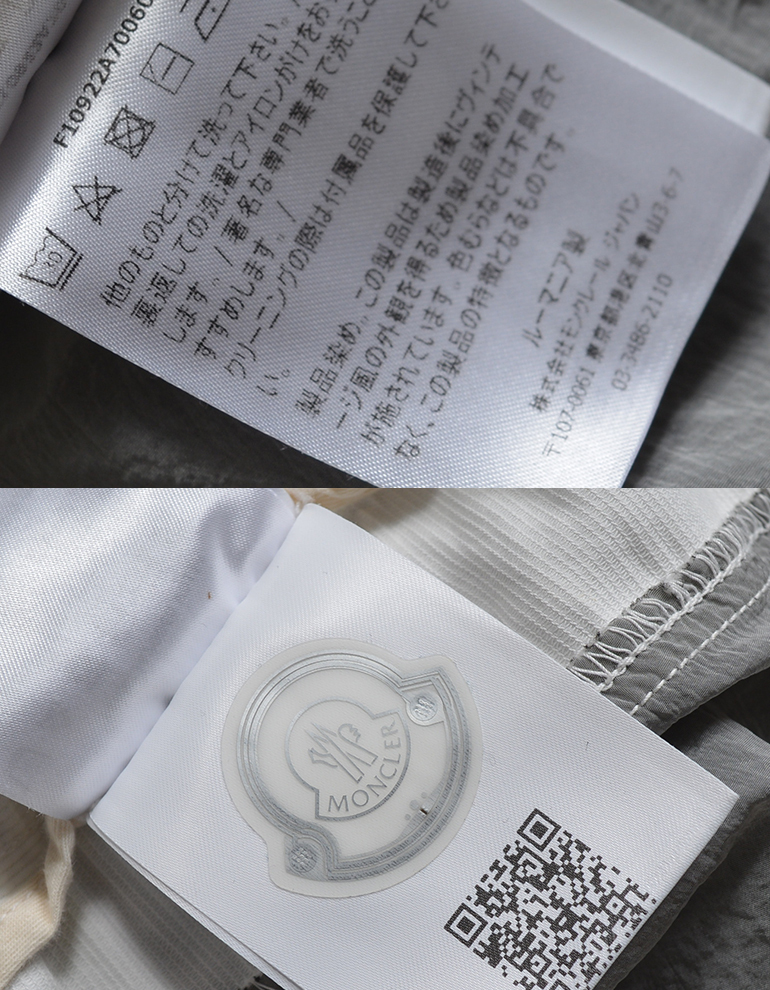 F10922A70060
他のものと分けて洗って下さい。/
裏返しての洗濯とアイロンがけをお
します。/ 著名な専門業者で洗うこ
すすめします。/
クリーニングの際は付属品を保護して下さ
い。
製品染め。この製品は製造後にヴィンテ
ージ風の外観を得るため製品染め加工
が施されています。色むらなどは不具合で
なく、この製品の特徴となるものです。
ルーマニア製
株式会社モンクレール ジャパン
〒107-0061 東京都港区北青山3-6-7
03-3486-2110
MONCLER